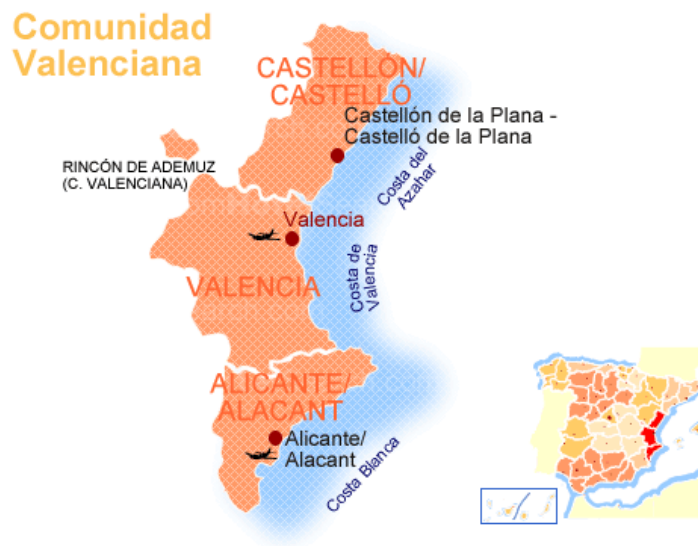 Comunidad
Valenciana
CASTELLÓN/
CASTELLÓ
Castellón de la Plana -
Castelló de la Plana
RINCÓN DE ADEMUZ
(C. VALENCIANA)
Costa del
Azahar
Valencia
Costa de
Valencia
VALENCIA
ALICANTE/
ALACANT
Alicante/
Alacant
Costa Blanca